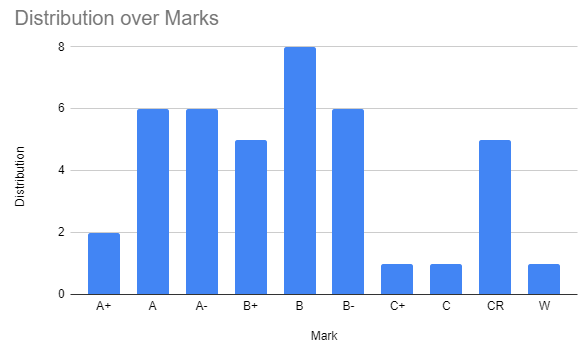 Distribution over Marks
8
6
4
2
0
Distribution
A+ A A- B+ B B- C+ C CR W
Mark